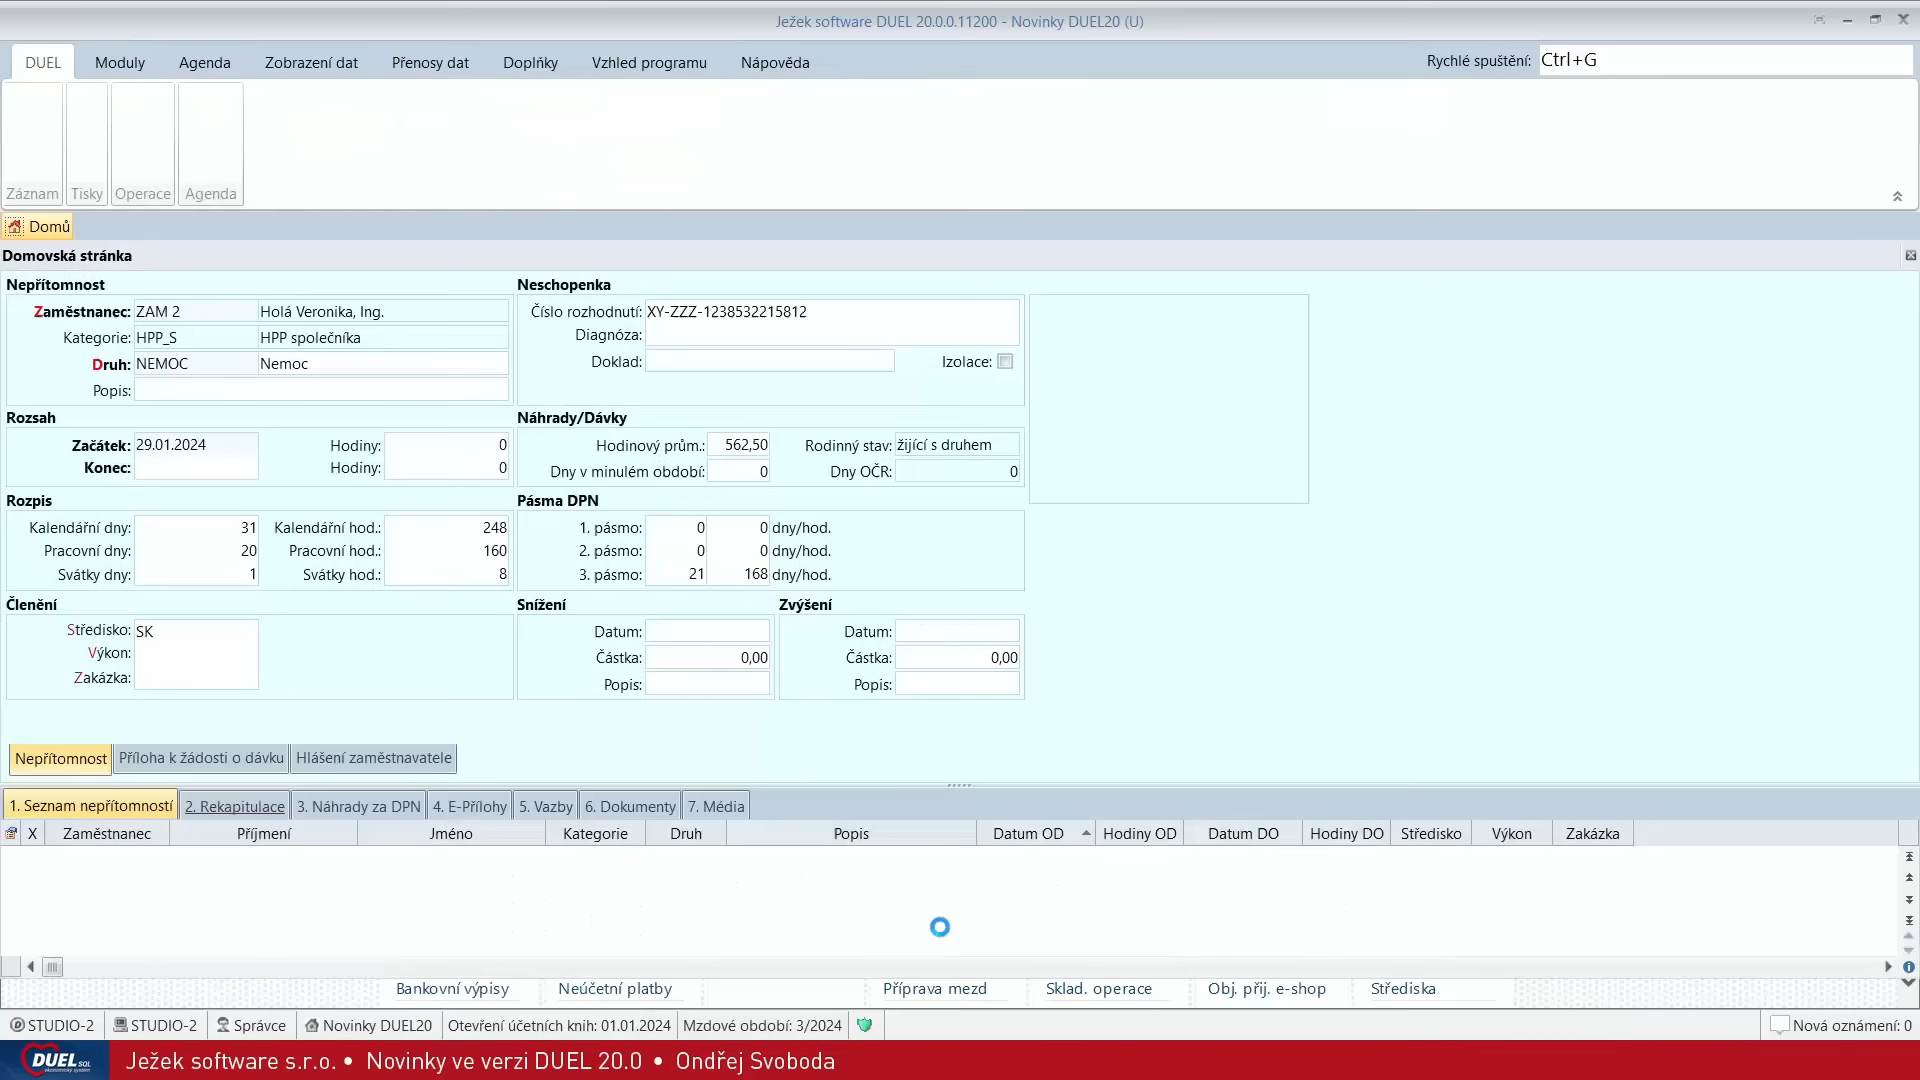 Ježek software DUEL 20.0.0.11200 - Novinky DUEL20 (U)
DUEL Moduly Agenda Zobrazení dat Přenosy dat Doplňky Vzhled programu Nápověda Rychlé spuštění: Ctrl+G
Záznam Tisky Operace Agenda
Domů
Domovská stránka
Nepřítomnost
Zaměstnanec: ZAM 2 Holá Veronika, Ing.
Kategorie: HPP_S HPP společníka
Druh: NEMOC Nemoc
Popis:
Neschopenka
Číslo rozhodnutí: XY-ZZZ-1238532215812
Diagnóza:
Doklad: Izolace:
Rozsah
Začátek: 29.01.2024 Hodiny: 0
Konec: Hodiny: 0
Náhrady/Dávky
Hodinový prům.: 562,50 Rodinný stav: žijící s druhem
Dny v minulém období: 0 Dny OČR: 0
Rozpis
Kalendářní dny: 31 Kalendářní hod.: 248
Pracovní dny: 20 Pracovní hod.: 160
Svátky dny: 1 Svátky hod.: 8
Pásma DPN
1. pásmo: 0 0 dny/hod.
2. pásmo: 0 0 dny/hod.
3. pásmo: 21 168 dny/hod.
Členění
Středisko: SK
Výkon:
Zakázka:
Snížení
Datum:
Částka: 0,00
Popis:
Zvýšení
Datum:
Částka: 0,00
Popis:
Nepřítomnost Příloha k žádosti o dávku Hlášení zaměstnavatele
1. Seznam nepřítomností 2. Rekapitulace 3. Náhrady za DPN 4. E-Přílohy 5. Vazby 6. Dokumenty 7. Média
X Zaměstnanec Příjmení Jméno Kategorie Druh Popis Datum OD Hodiny OD Datum DO Hodiny DO Středisko Výkon Zakázka
Bankovní výpisy Neúčetní platby Příprava mezd Sklad. operace Obj. přij. e-shop Střediska
STUDIO-2 STUDIO-2 Správce Novinky DUEL20 Otevření účetních knih: 01.01.2024 Mzdové období: 3/2024 Nová oznámení: 0
DUEL SQL Ježek software s.r.o. • Novinky ve verzi DUEL 20.0 • Ondřej Svoboda